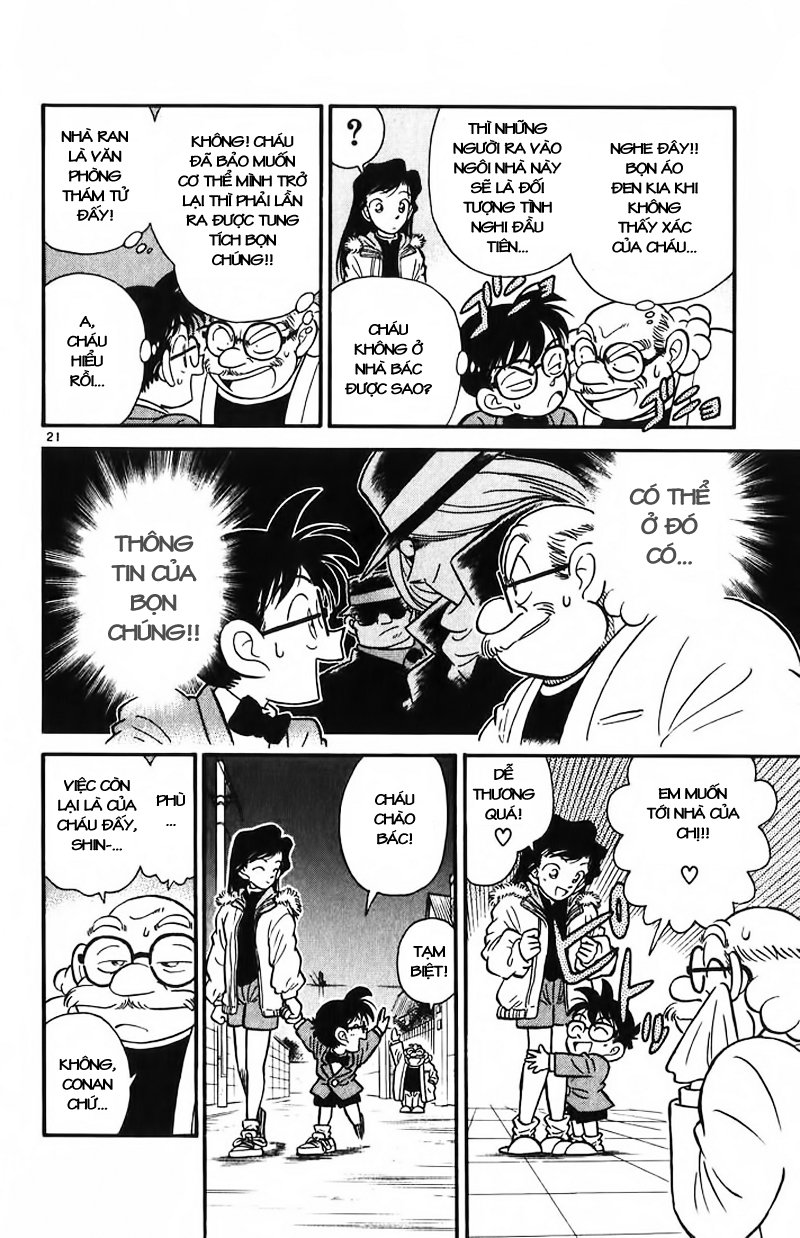 NGHE ĐÂY!!
BỌN ÁO
ĐEN KIA KHI
KHÔNG
THẤY XÁC
CỦA CHÁU...
THÌ NHỮNG
NGƯỜI RA VÀO
NGÔI NHÀ NÀY
SẼ LÀ ĐỐI
TƯỢNG TÌNH
NGHI ĐẦU
TIÊN...
?
CHÁU
KHÔNG Ở
NHÀ BÁC
ĐƯỢC SAO?
KHÔNG! CHÁU
ĐÃ BẢO MUỐN
CƠ THỂ MÌNH TRỞ
LẠI THÌ PHẢI LẦN
RA ĐƯỢC TUNG
TÍCH BỌN
CHÚNG!!
NHÀ RAN
LÀ VĂN
PHÒNG
THÁM TỬ
ĐẤY!
A,
CHÁU
HIỂU
RỒI...
21
CÓ THỂ
Ở ĐÓ
CÓ...
THÔNG
TIN CỦA
BỌN
CHÚNG!!
EM MUỐN
TỚI NHÀ CỦA
CHỊ!!
♡
DỄ
THƯƠNG
QUÁ!
♡
CHÁU
CHÀO
BÁC!
TẠM
BIỆT!
PHÙ
...
VIỆC CÒN
LẠI LÀ CỦA
CHÁU ĐẤY,
SHIN-...
KHÔNG,
CONAN
CHỨ...